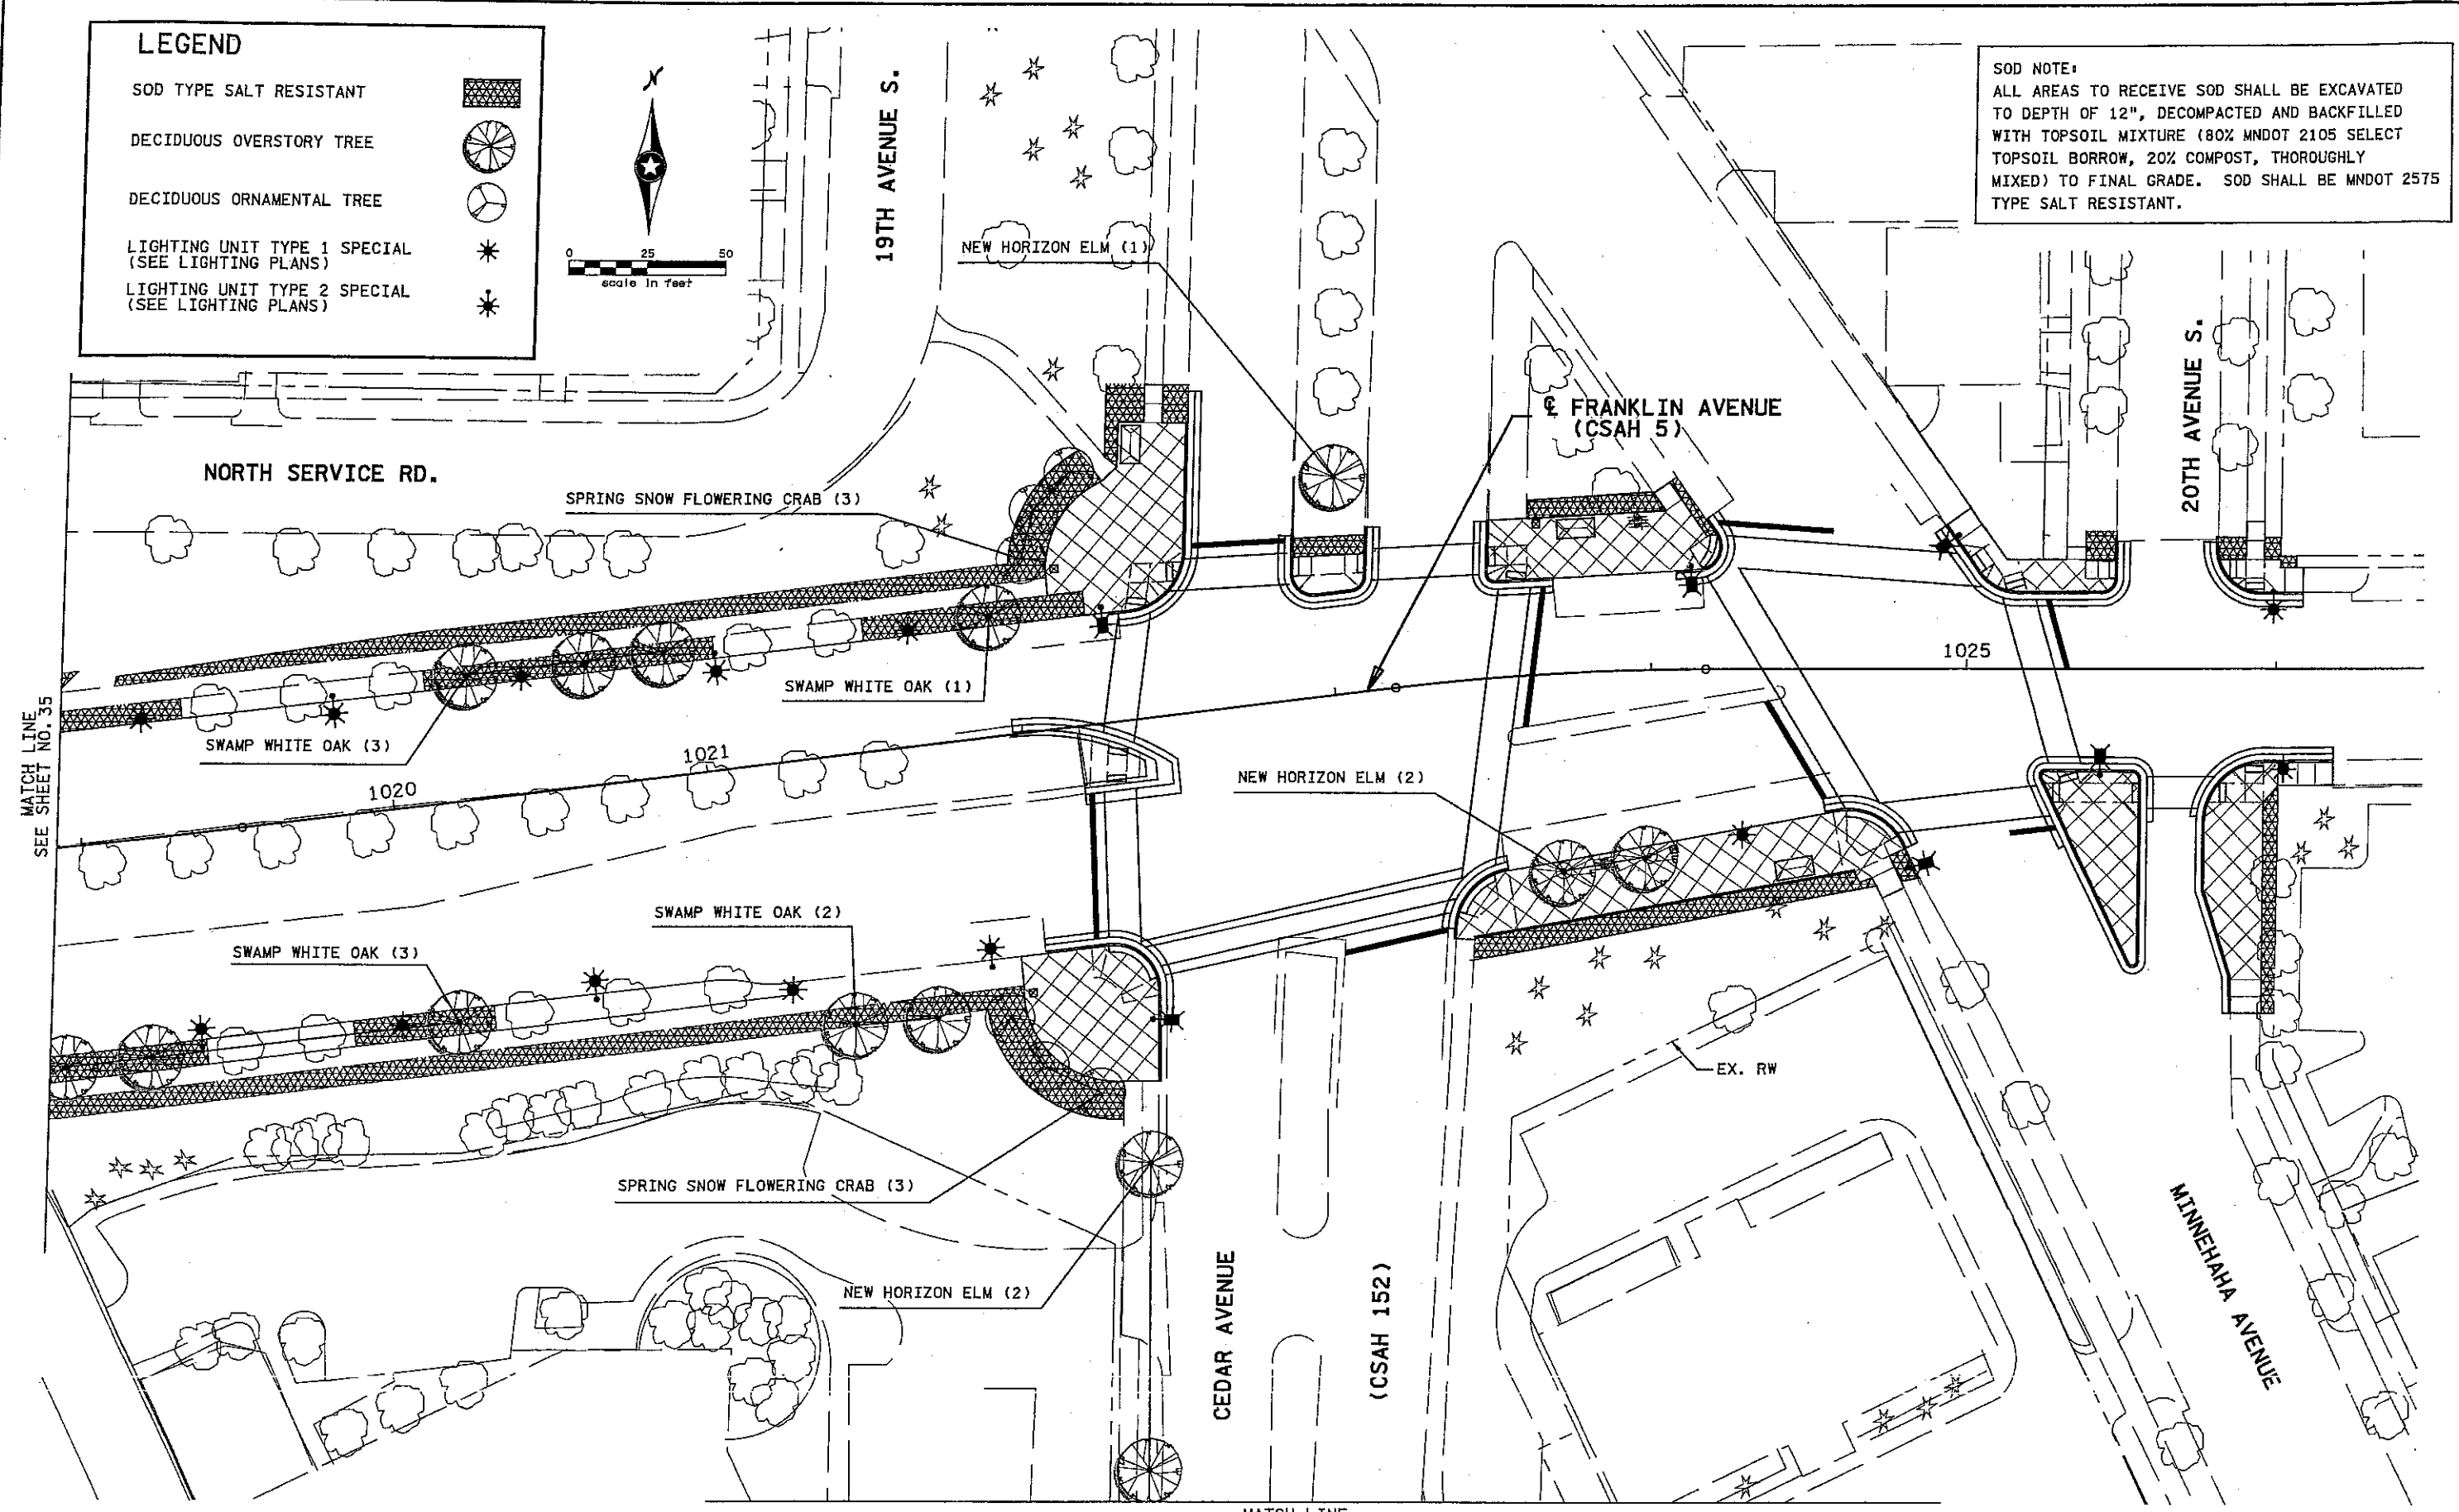 LEGEND
SOD TYPE SALT RESISTANT
DECIDUOUS OVERSTORY TREE
DECIDUOUS ORNAMENTAL TREE
LIGHTING UNIT TYPE 1 SPECIAL
(SEE LIGHTING PLANS)
LIGHTING UNIT TYPE 2 SPECIAL
(SEE LIGHTING PLANS)
N
0 25 50
scale in feet
19TH AVENUE S.
SOD NOTE:
ALL AREAS TO RECEIVE SOD SHALL BE EXCAVATED
TO DEPTH OF 12", DECOMPACTED AND BACKFILLED
WITH TOPSOIL MIXTURE (80% MNDOT 2105 SELECT
TOPSOIL BORROW, 20% COMPOST, THOROUGHLY
MIXED) TO FINAL GRADE. SOD SHALL BE MNDOT 2575
TYPE SALT RESISTANT.
NEW HORIZON ELM (1)
℄ FRANKLIN AVENUE
(CSAH 5)
20TH AVENUE S.
NORTH SERVICE RD.
SPRING SNOW FLOWERING CRAB (3)
1025
SWAMP WHITE OAK (1)
SWAMP WHITE OAK (3)
MATCH LINE
SEE SHEET NO. 35
1021
1020
NEW HORIZON ELM (2)
SWAMP WHITE OAK (2)
SWAMP WHITE OAK (3)
EX. RW
SPRING SNOW FLOWERING CRAB (3)
NEW HORIZON ELM (2)
CEDAR AVENUE
(CSAH 152)
MINNEHAHA AVENUE
MATCH LINE